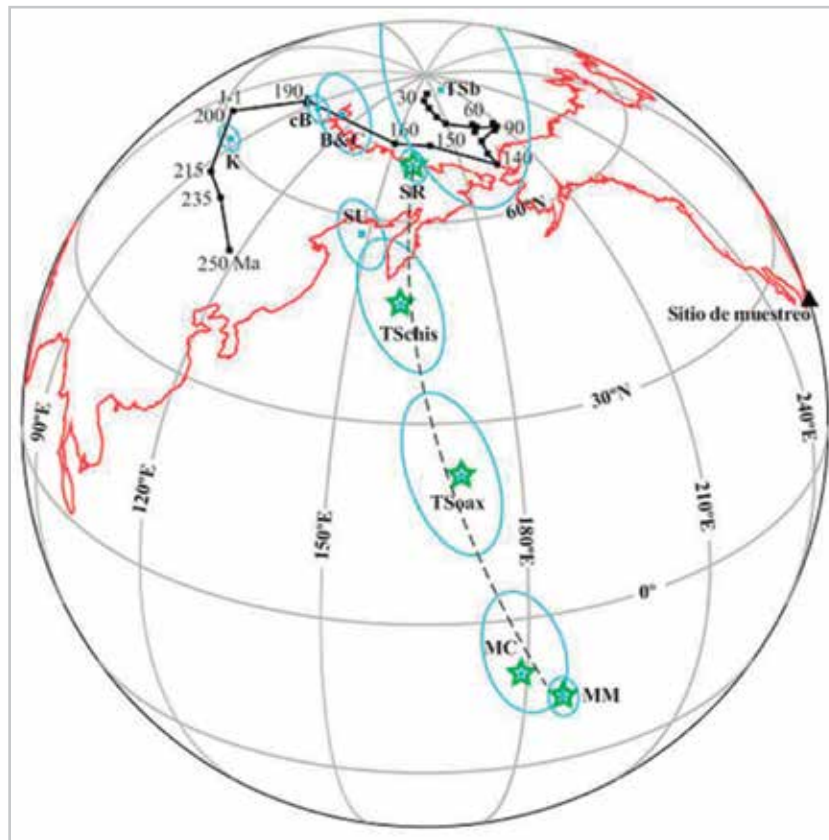 190
J-1
200
cB
K
B&C
215
235
250 Ma
30
TSb
60
90
160
150
140
SR
SU
60°N
Sitio de muestreo
TSchis
30°N
90°E
240°E
TSoax
120°E
150°E
180°E
210°E
0°
MC
MM